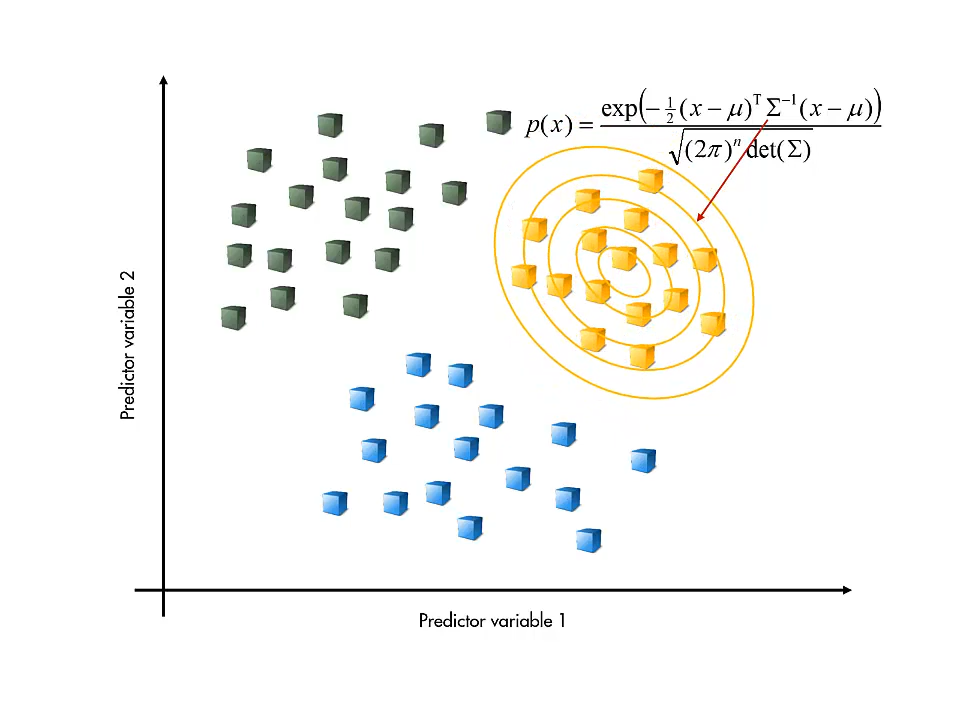 p(x) = exp(−½(x − μ)ᵀ Σ⁻¹(x − μ)) / √((2π)ⁿ det(Σ))
Predictor variable 2
Predictor variable 1